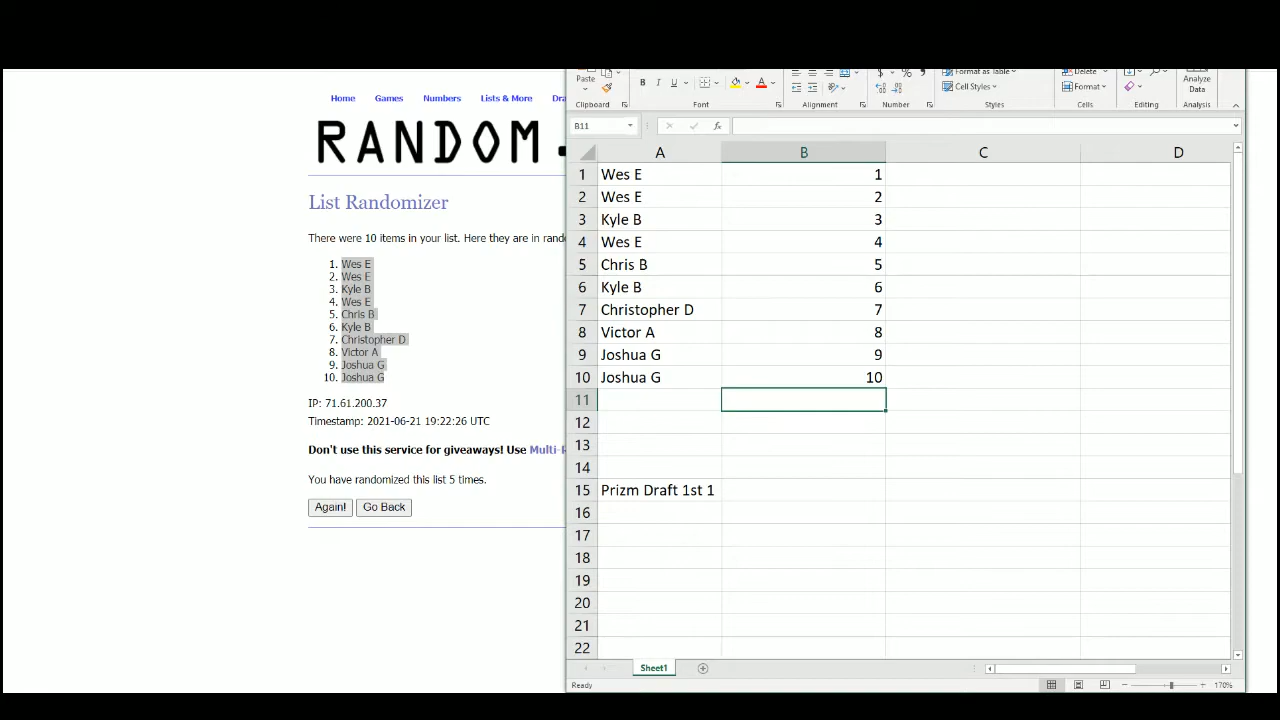 Home Games Numbers Lists & More Dra
RANDOM.
List Randomizer
There were 10 items in your list. Here they are in rand
1. Wes E
2. Wes E
3. Kyle B
4. Wes E
5. Chris B
6. Kyle B
7. Christopher D
8. Victor A
9. Joshua G
10. Joshua G
IP: 71.61.200.37
Timestamp: 2021-06-21 19:22:26 UTC
Don't use this service for giveaways! Use Multi-
You have randomized this list 5 times.
Again! Go Back
Paste B I U A $ % , Format as Table Cell Styles Delete Format Analyze Data
Clipboard Font Alignment Number Styles Cells Editing Analysis
B11 fx
A B C D
1 Wes E 1
2 Wes E 2
3 Kyle B 3
4 Wes E 4
5 Chris B 5
6 Kyle B 6
7 Christopher D 7
8 Victor A 8
9 Joshua G 9
10 Joshua G 10
11
12
13
14
15 Prizm Draft 1st 1
16
17
18
19
20
21
22
Sheet1
Ready 170%